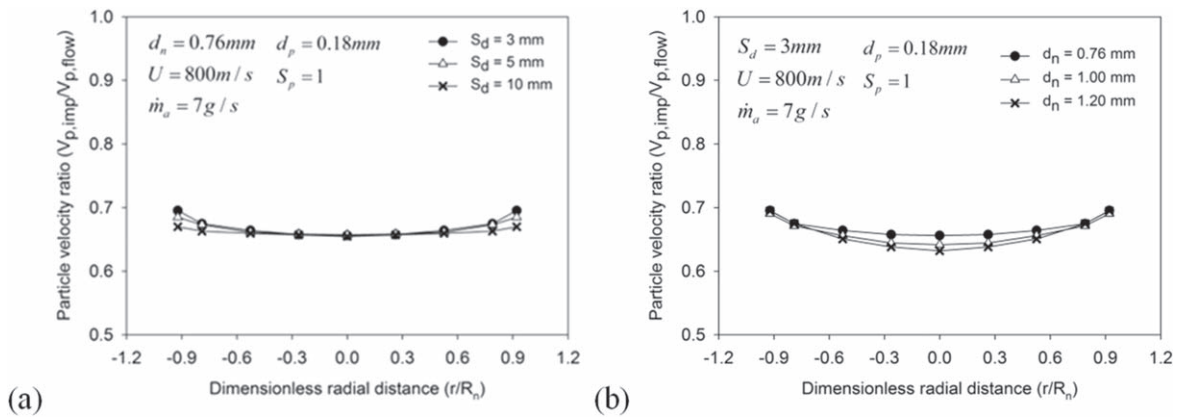 Particle velocity ratio (Vp,imp/Vp,flow)
1.0
0.9
0.8
0.7
0.6
0.5
dn = 0.76mm dp = 0.18mm
U = 800m / s Sp = 1
ṁa = 7g / s
Sd = 3 mm
Sd = 5 mm
Sd = 10 mm
-1.2 -0.9 -0.6 -0.3 0.0 0.3 0.6 0.9 1.2
Dimensionless radial distance (r/Rn)
(a)
Particle velocity ratio (Vp,imp/Vp,flow)
1.0
0.9
0.8
0.7
0.6
0.5
Sd = 3mm dp = 0.18mm
U = 800m / s Sp = 1
ṁa = 7g / s
dn = 0.76 mm
dn = 1.00 mm
dn = 1.20 mm
-1.2 -0.9 -0.6 -0.3 0.0 0.3 0.6 0.9 1.2
Dimensionless radial distance (r/Rn)
(b)